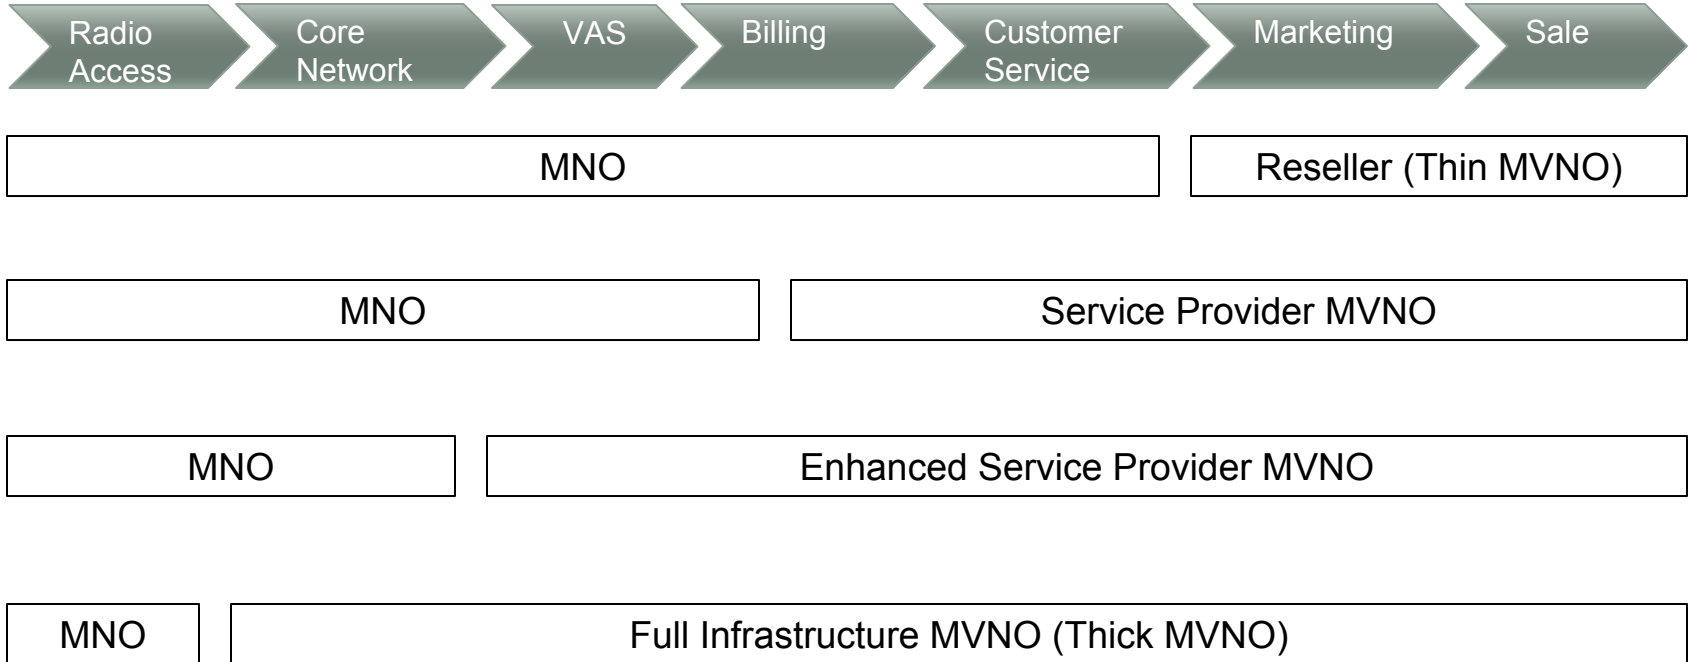 Radio
Access
Core
Network
VAS
Billing
Customer
Service
Marketing
Sale
MNO
Reseller (Thin MVNO)
MNO
Service Provider MVNO
MNO
Enhanced Service Provider MVNO
MNO
Full Infrastructure MVNO (Thick MVNO)